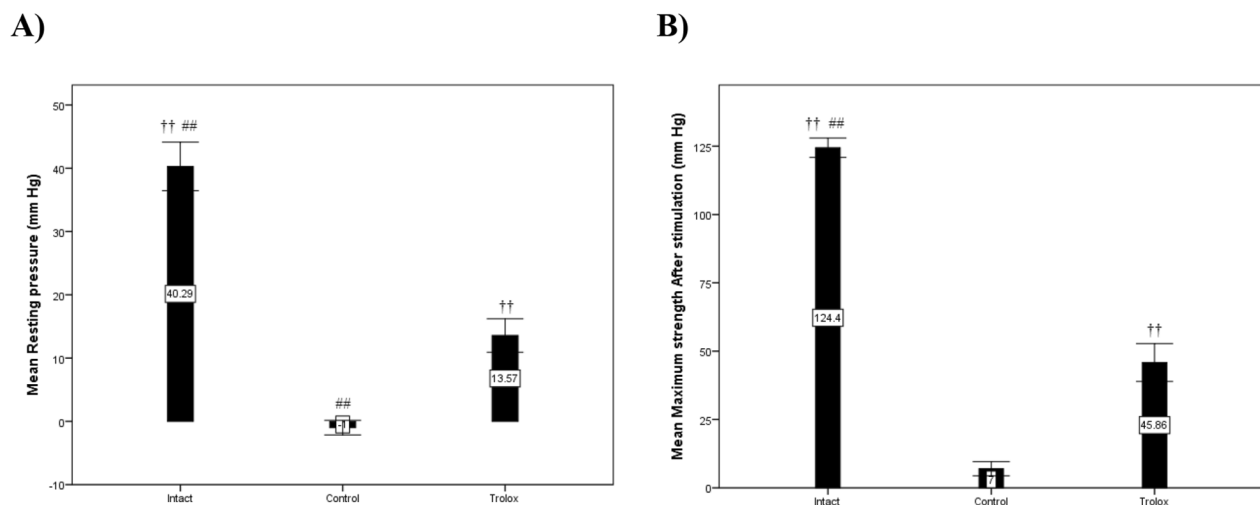 A)
Mean Resting pressure (mm Hg)
50
40
30
20
10
0
-10
†† ##
40.29
##
-1
††
13.57
Intact
Control
Trolox
B)
Mean Maximum strength After stimulation (mm Hg)
125
100
75
50
25
0
†† ##
124.4
7
††
45.86
Intact
Control
Trolox